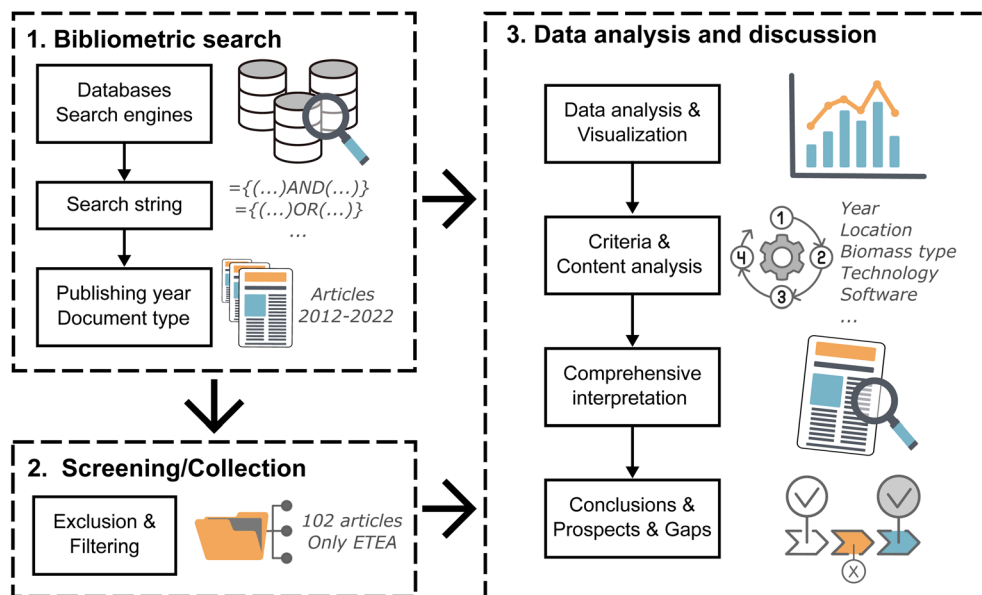 1. Bibliometric search
Databases
Search engines
Search string
={(...)AND(...)}
={(...)OR(...)}
...
Publishing year
Document type
Articles
2012-2022
2. Screening/Collection
Exclusion &
Filtering
102 articles
Only ETEA
3. Data analysis and discussion
Data analysis &
Visualization
Criteria &
Content analysis
1
2
3
4
Year
Location
Biomass type
Technology
Software
...
Comprehensive
interpretation
Conclusions &
Prospects & Gaps
X